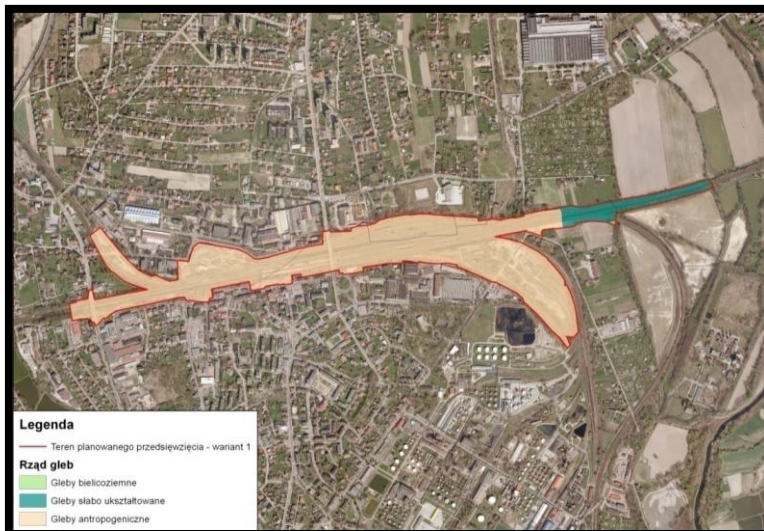 Legenda
Teren planowanego przedsięwzięcia - wariant 1
Rząd gleb
Gleby bielicoziemne
Gleby słabo ukształtowane
Gleby antropogeniczne